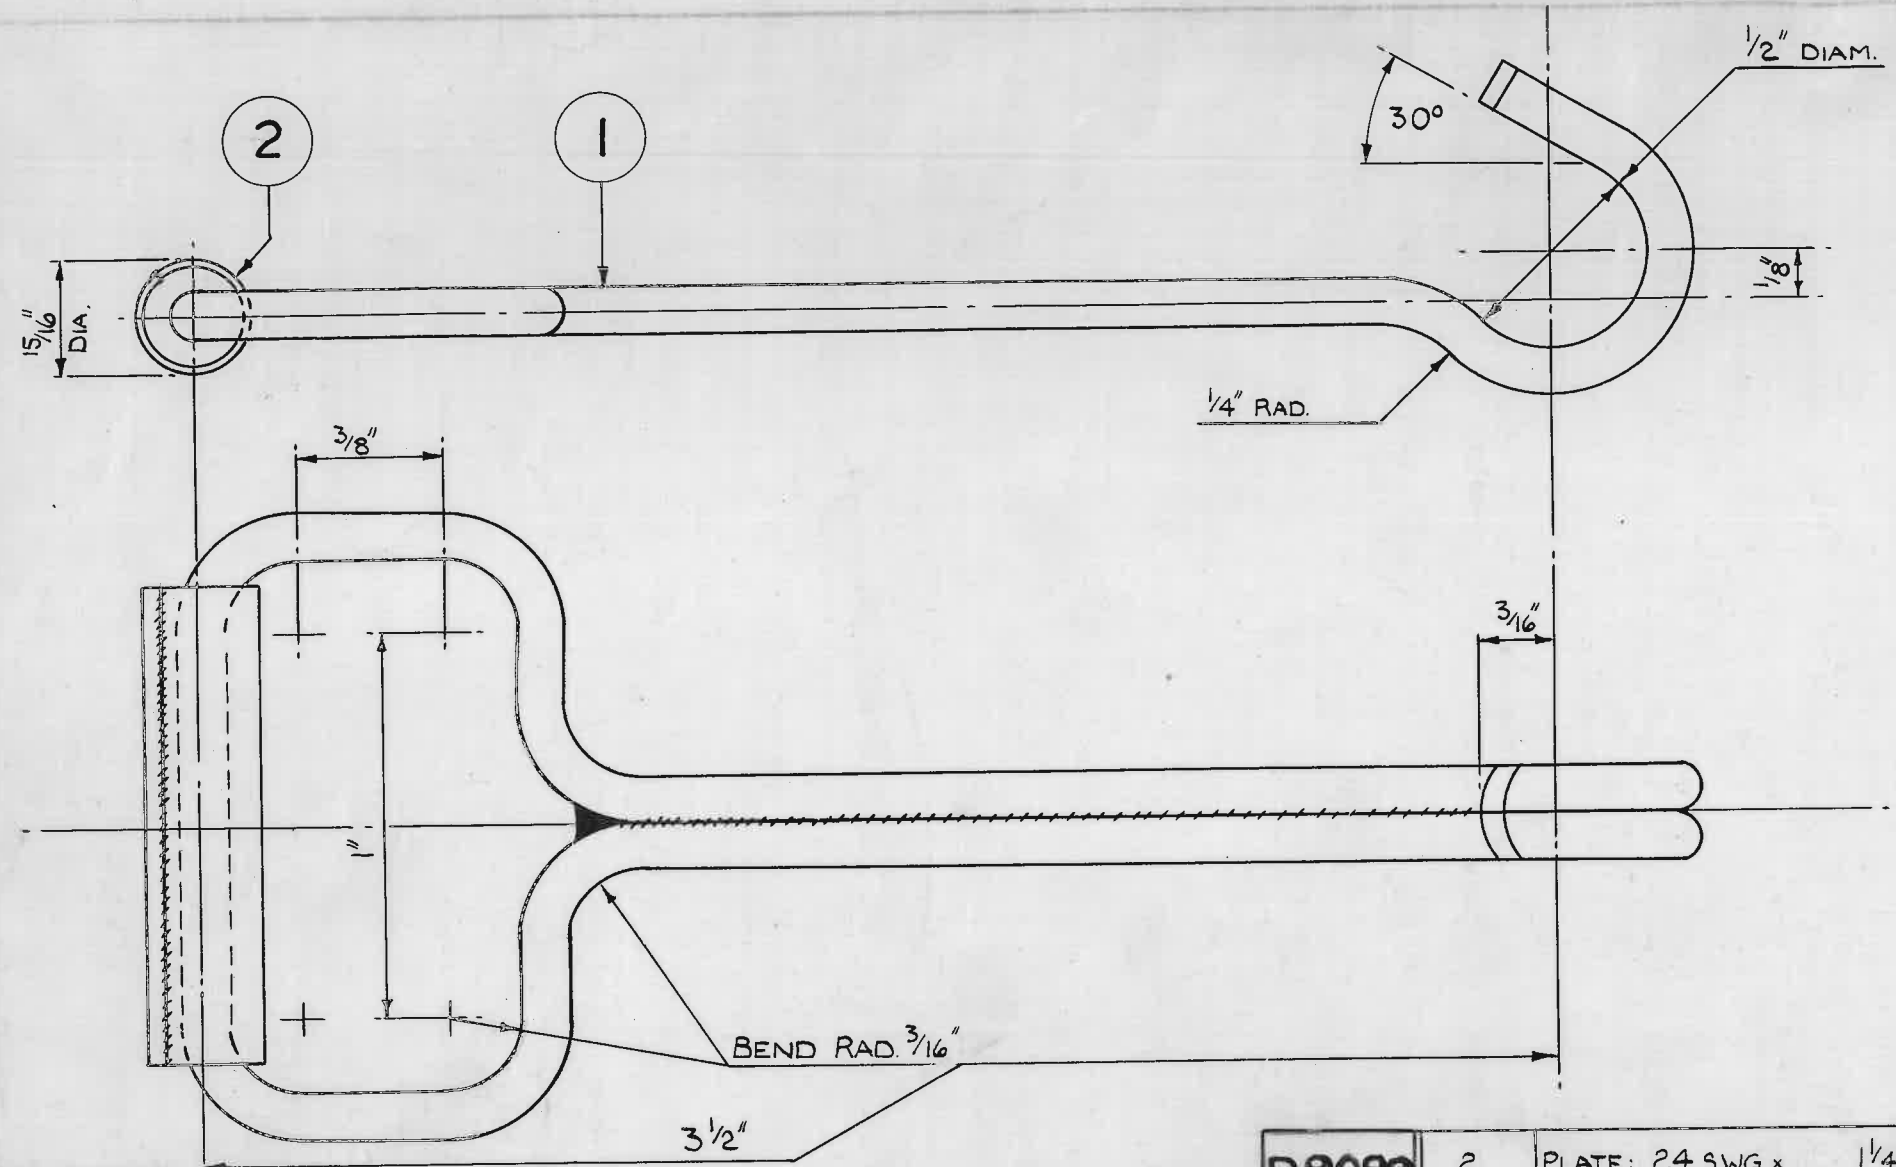 1/2" DIAM.
30°
2
1
1/8"
15/16"
DIA.
1/4" RAD.
3/8"
3/16"
1"
BEND RAD. 3/16"
3 1/2"
2 PLATE: 24 SWG x 1 1/4